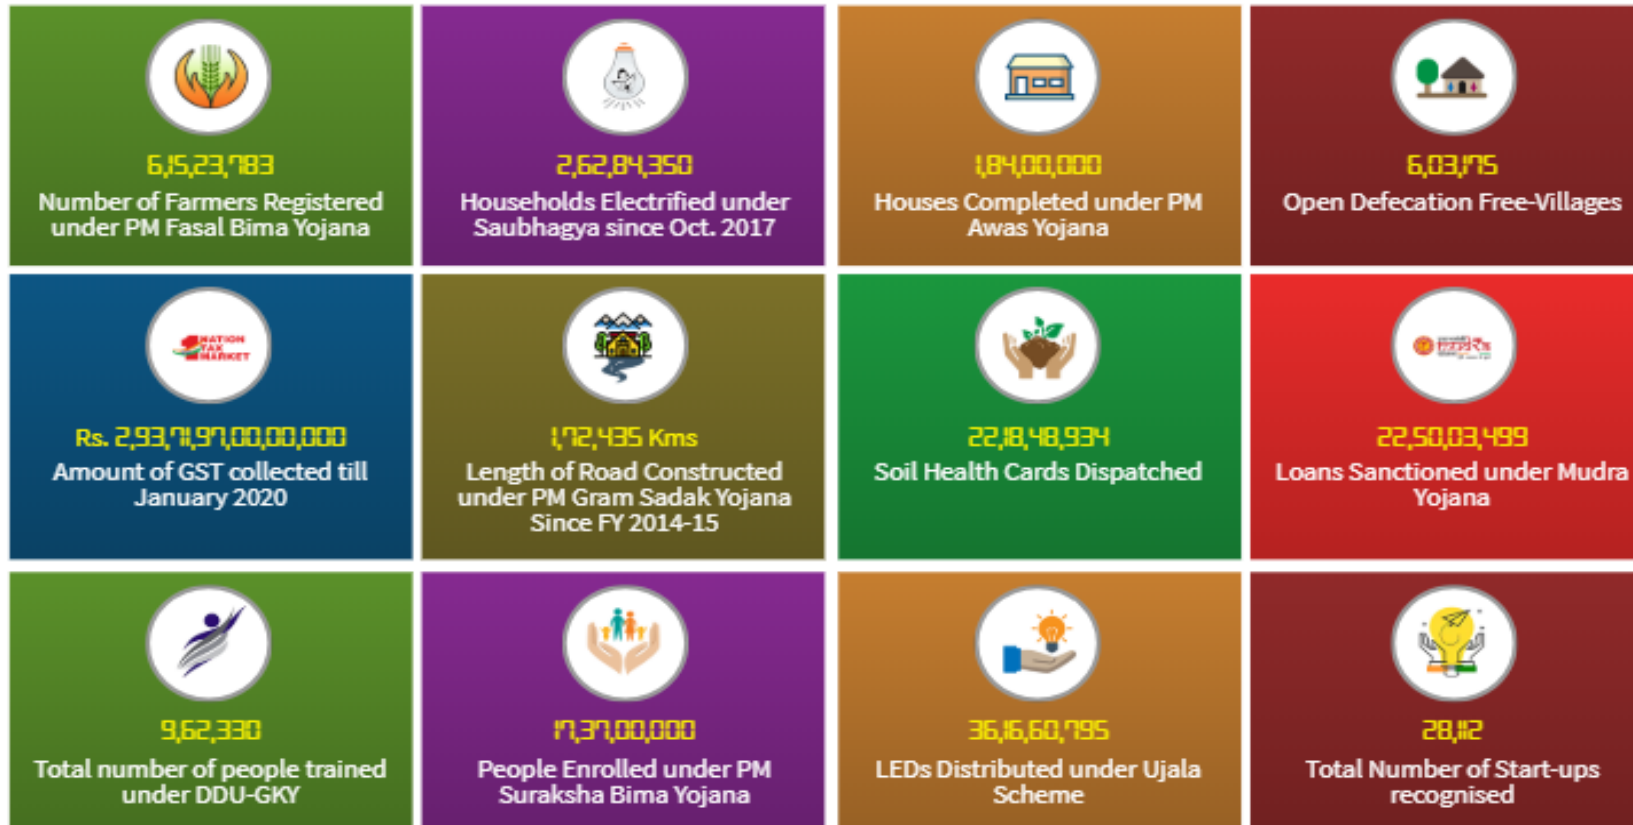 6,15,23,783
Number of Farmers Registered
under PM Fasal Bima Yojana
2,62,84,350
Households Electrified under
Saubhagya since Oct. 2017
1,84,00,000
Houses Completed under PM
Awas Yojana
6,03,175
Open Defecation Free-Villages
1 NATION
TAX
MARKET
Rs. 2,93,71,97,00,00,000
Amount of GST collected till
January 2020
1,72,435 Kms
Length of Road Constructed
under PM Gram Sadak Yojana
Since FY 2014-15
22,18,48,934
Soil Health Cards Dispatched
22,50,03,499
Loans Sanctioned under Mudra
Yojana
9,62,330
Total number of people trained
under DDU-GKY
17,37,00,000
People Enrolled under PM
Suraksha Bima Yojana
36,16,60,795
LEDs Distributed under Ujala
Scheme
28,112
Total Number of Start-ups
recognised